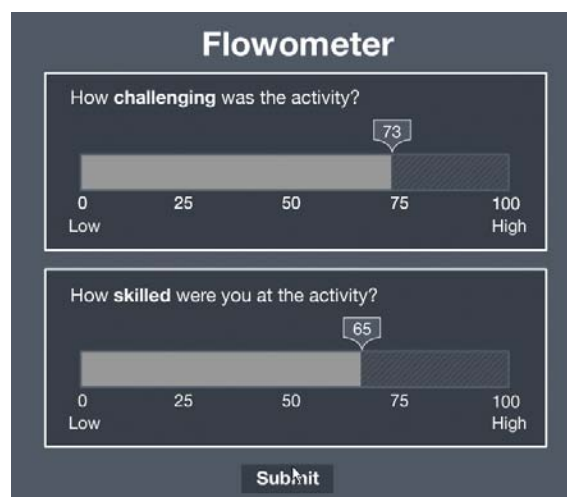 Flowometer
How challenging was the activity?
73
0 25 50 75 100
Low High
How skilled were you at the activity?
65
0 25 50 75 100
Low High
Submit